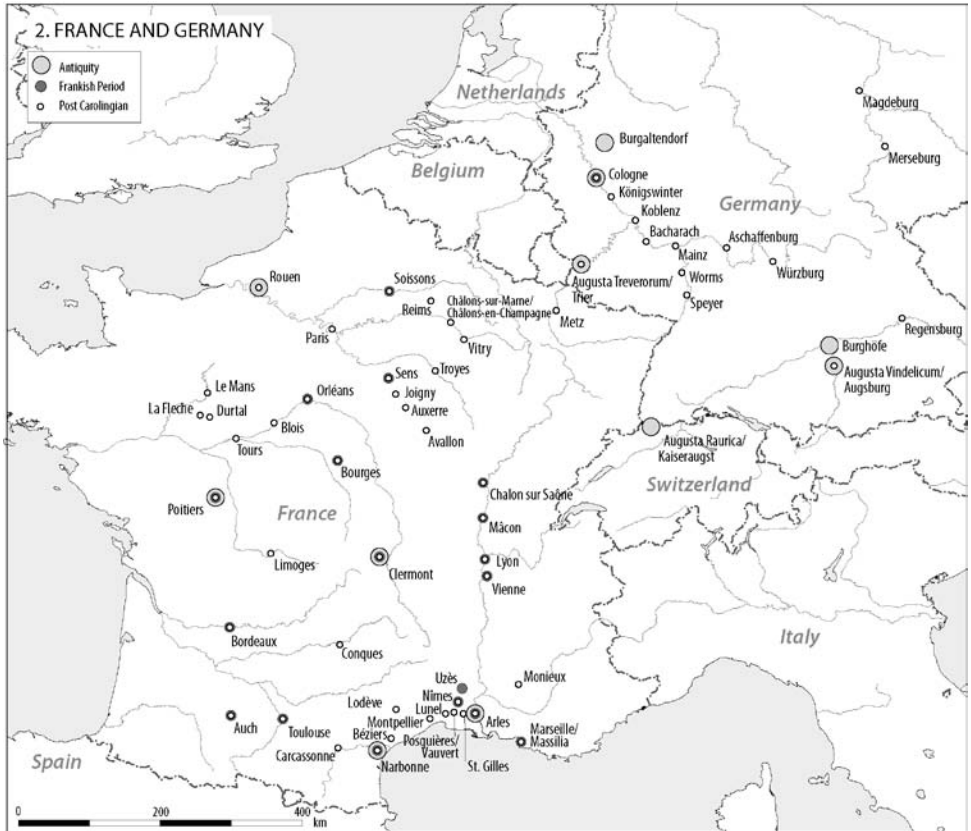 2. FRANCE AND GERMANY
Antiquity
Frankish Period
Post Carolingian
Netherlands
Magdeburg
Burgaltendorf
Merseburg
Belgium
Cologne
Königswinter
Germany
Koblenz
Bacharach
Aschaffenburg
Mainz
Würzburg
Rouen
Soissons
Augusta Treverorum/
Trier
Worms
Reims
Châlons-sur-Marne/
Châlons-en-Champagne
Speyer
Metz
Paris
Vitry
Regensburg
Burghöfe
Sens
Troyes
Augusta Vindelicum/
Augsburg
Le Mans
Orléans
Joigny
La Fleche
Durtal
Auxerre
Blois
Avallon
Augusta Raurica/
Kaiseraugst
Tours
Bourges
Chalon sur Saône
Switzerland
Poitiers
France
Mâcon
Limoges
Clermont
Lyon
Vienne
Bordeaux
Italy
Conques
Uzès
Monieux
Nîmes
Lodève
Lunel
Arles
Auch
Toulouse
Montpellier
Marseille/
Massilia
Béziers
Posquières/
Vauvert
Carcassonne
Spain
Narbonne
St. Gilles
0 200 400
km